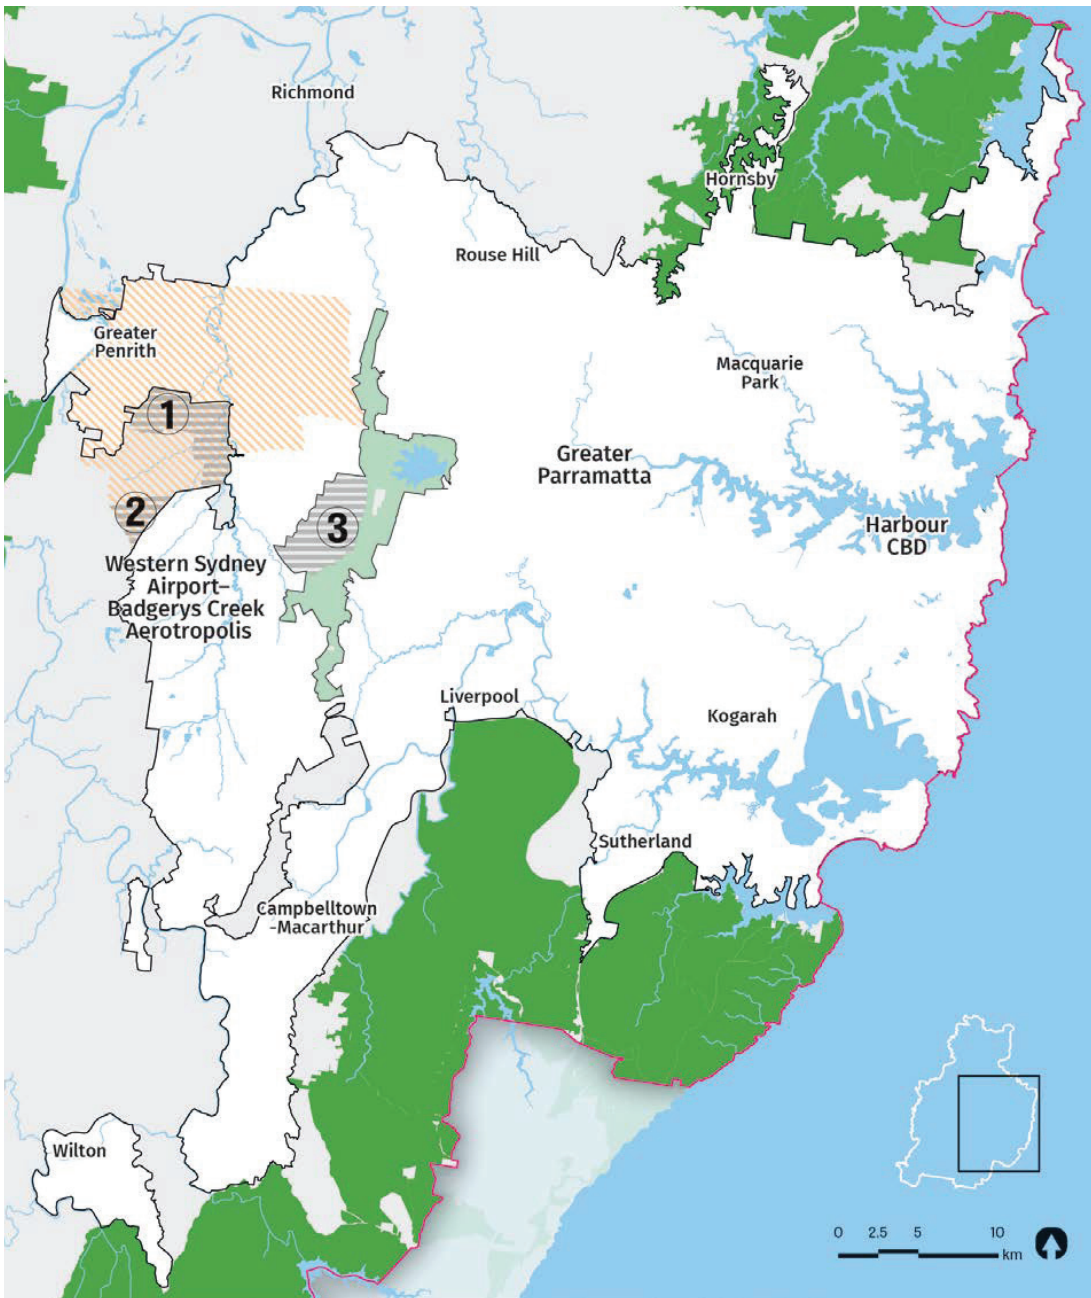 Richmond
Hornsby
Rouse Hill
Greater
Penrith
Macquarie
Park
1
Greater
Parramatta
2
3
Harbour
CBD
Western Sydney
Airport–
Badgerys Creek
Aerotropolis
Liverpool
Kogarah
Sutherland
Campbelltown
-Macarthur
Wilton
0 2.5 5 10
km